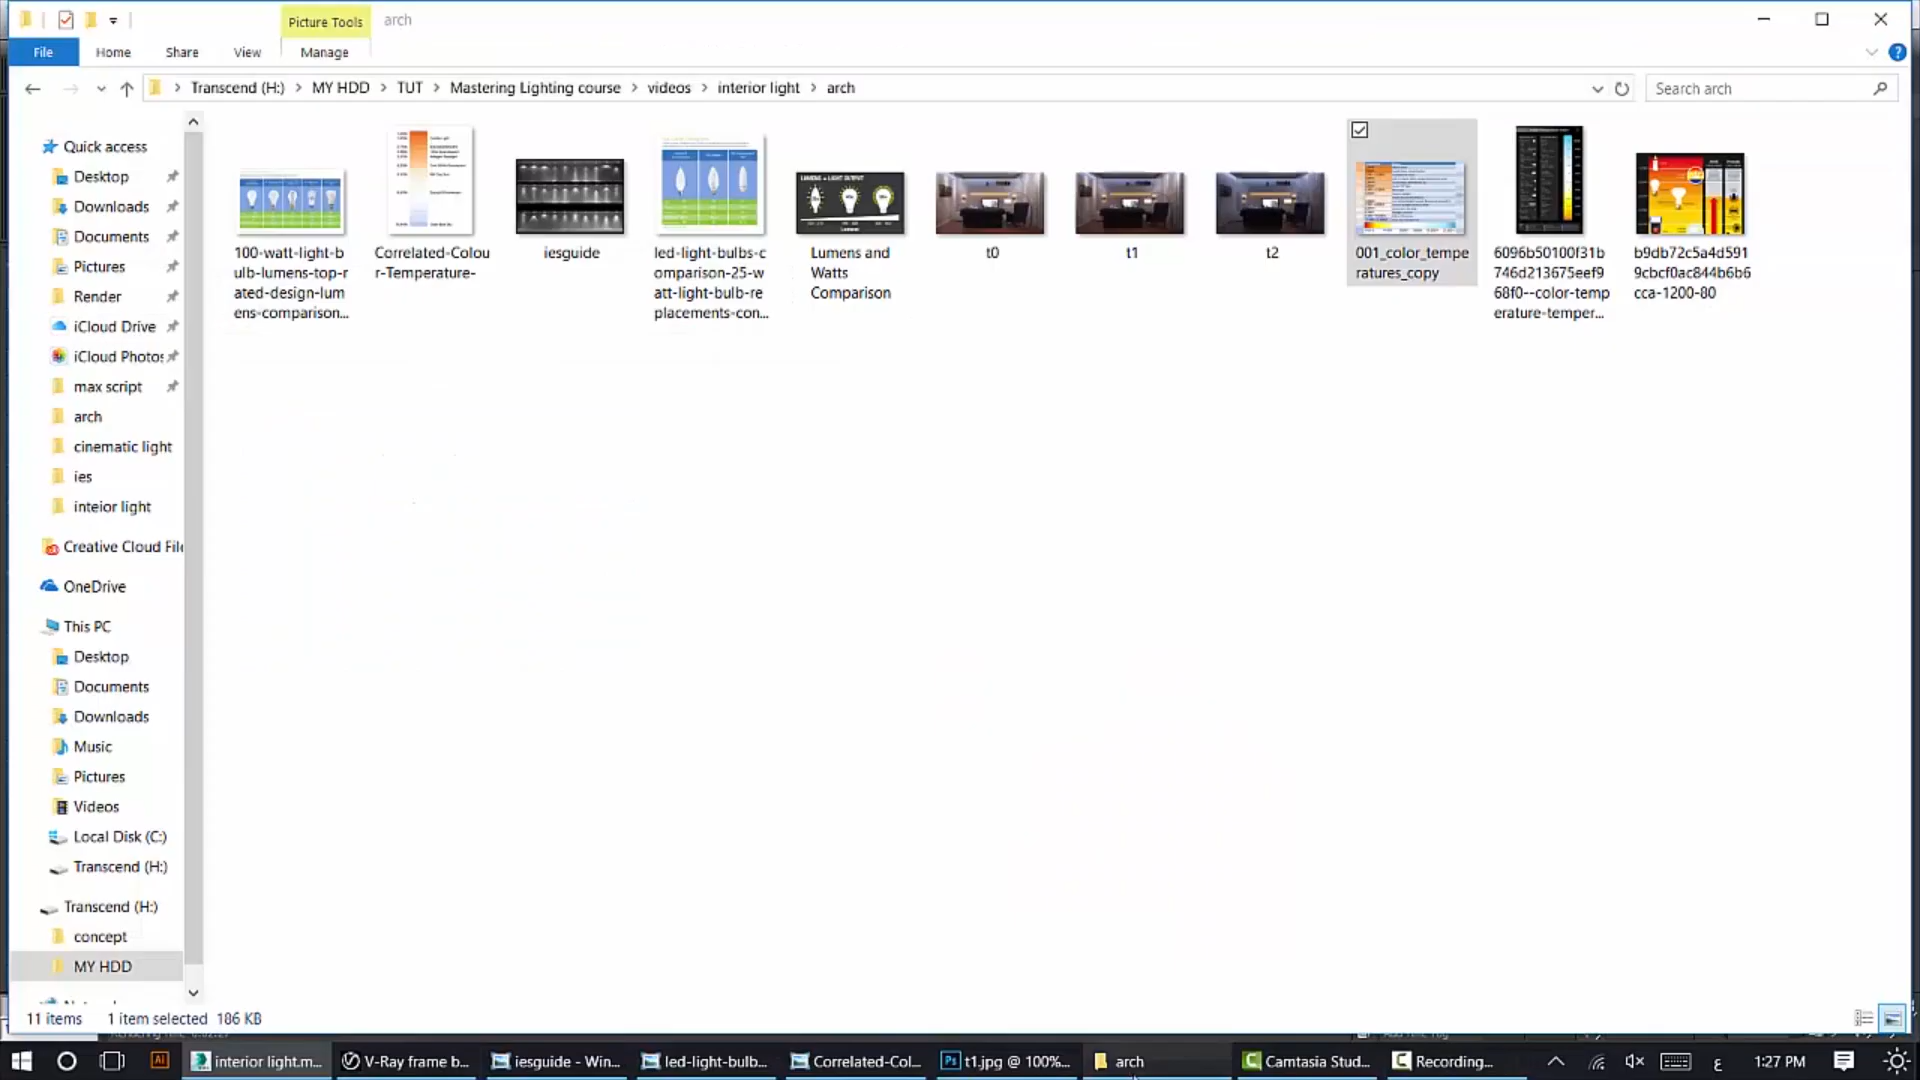 Picture Tools
arch
File
Home
Share
View
Manage
Transcend (H:) > MY HDD > TUT > Mastering Lighting course > videos > interior light > arch
Search arch
Quick access
Desktop
Downloads
Documents
Pictures
Render
iCloud Drive
iCloud Photos
max script
arch
cinematic light
ies
inteior light
Creative Cloud File
OneDrive
This PC
Desktop
Documents
Downloads
Music
Pictures
Videos
Local Disk (C:)
Transcend (H:)
Transcend (H:)
concept
MY HDD
100-watt-light-b
ulb-lumens-top-r
ated-design-lum
ens-comparison...
Correlated-Colou
r-Temperature-
iesguide
led-light-bulbs-c
omparison-25-w
att-light-bulb-re
placements-con...
LUMENS = LIGHT OUTPUT
Lumens and
Watts
Comparison
t0
t1
t2
001_color_tempe
ratures_copy
6096b50100f31b
746d213675eef9
68f0--color-temp
erature-temper...
b9db72c5a4d591
9cbcf0ac844b6b6
cca-1200-80
11 items
1 item selected
186 KB
Ai
interior light.m...
V-Ray frame b...
iesguide - Win...
led-light-bulb...
Correlated-Col...
Ps
t1.jpg @ 100%...
arch
Camtasia Stud...
Recording...
ع
1:27 PM